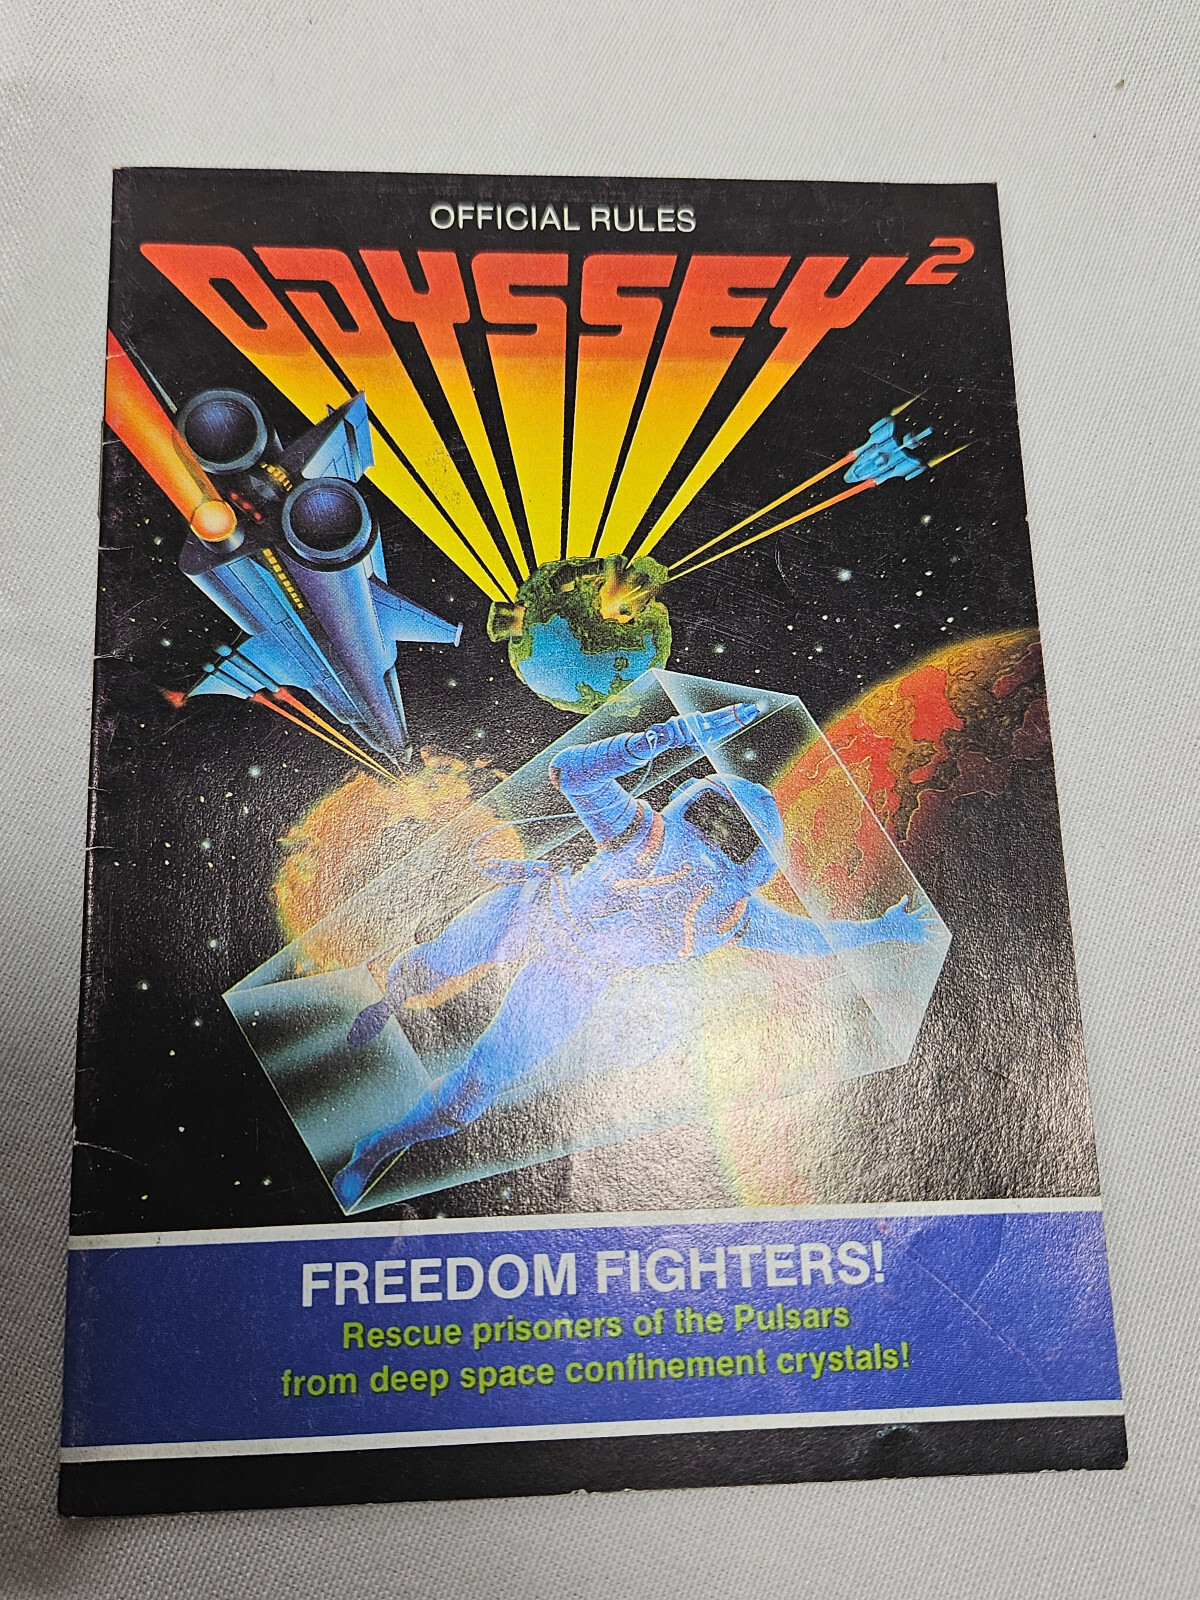 OFFICIAL RULES
ODYSSEY²
FREEDOM FIGHTERS!
Rescue prisoners of the Pulsars
from deep space confinement crystals!